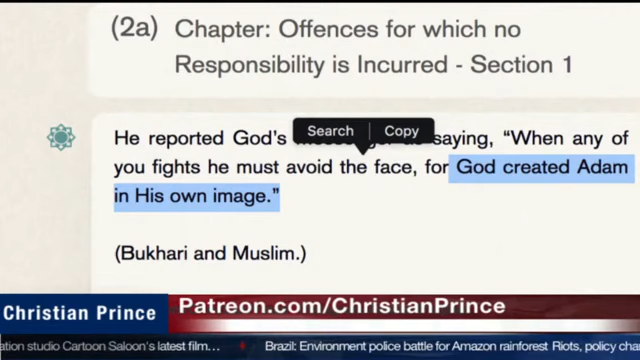 (2a) Chapter: Offences for which no
Responsibility is Incurred - Section 1
Search Copy
He reported God's saying, "When any of
you fights he must avoid the face, for God created Adam
in His own image."
(Bukhari and Muslim.)
Christian Prince
Patreon.com/ChristianPrince
ation studio Cartoon Saloon's latest film... Brazil: Environment police battle for Amazon rainforest Riots, policy cha